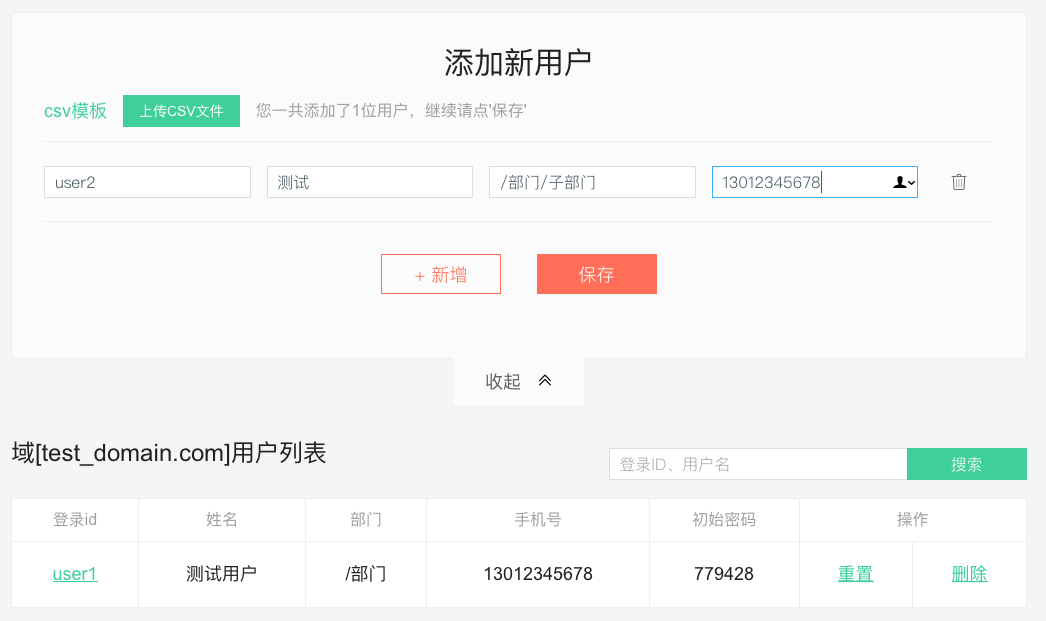 添加新用户
csv模板 上传CSV文件 您一共添加了1位用户，继续请点'保存'
user2 测试 /部门/子部门 13012345678
+ 新增 保存
收起
域[test_domain.com]用户列表
登录ID、用户名 搜索
登录id 姓名 部门 手机号 初始密码 操作
user1 测试用户 /部门 13012345678 779428 重置 删除